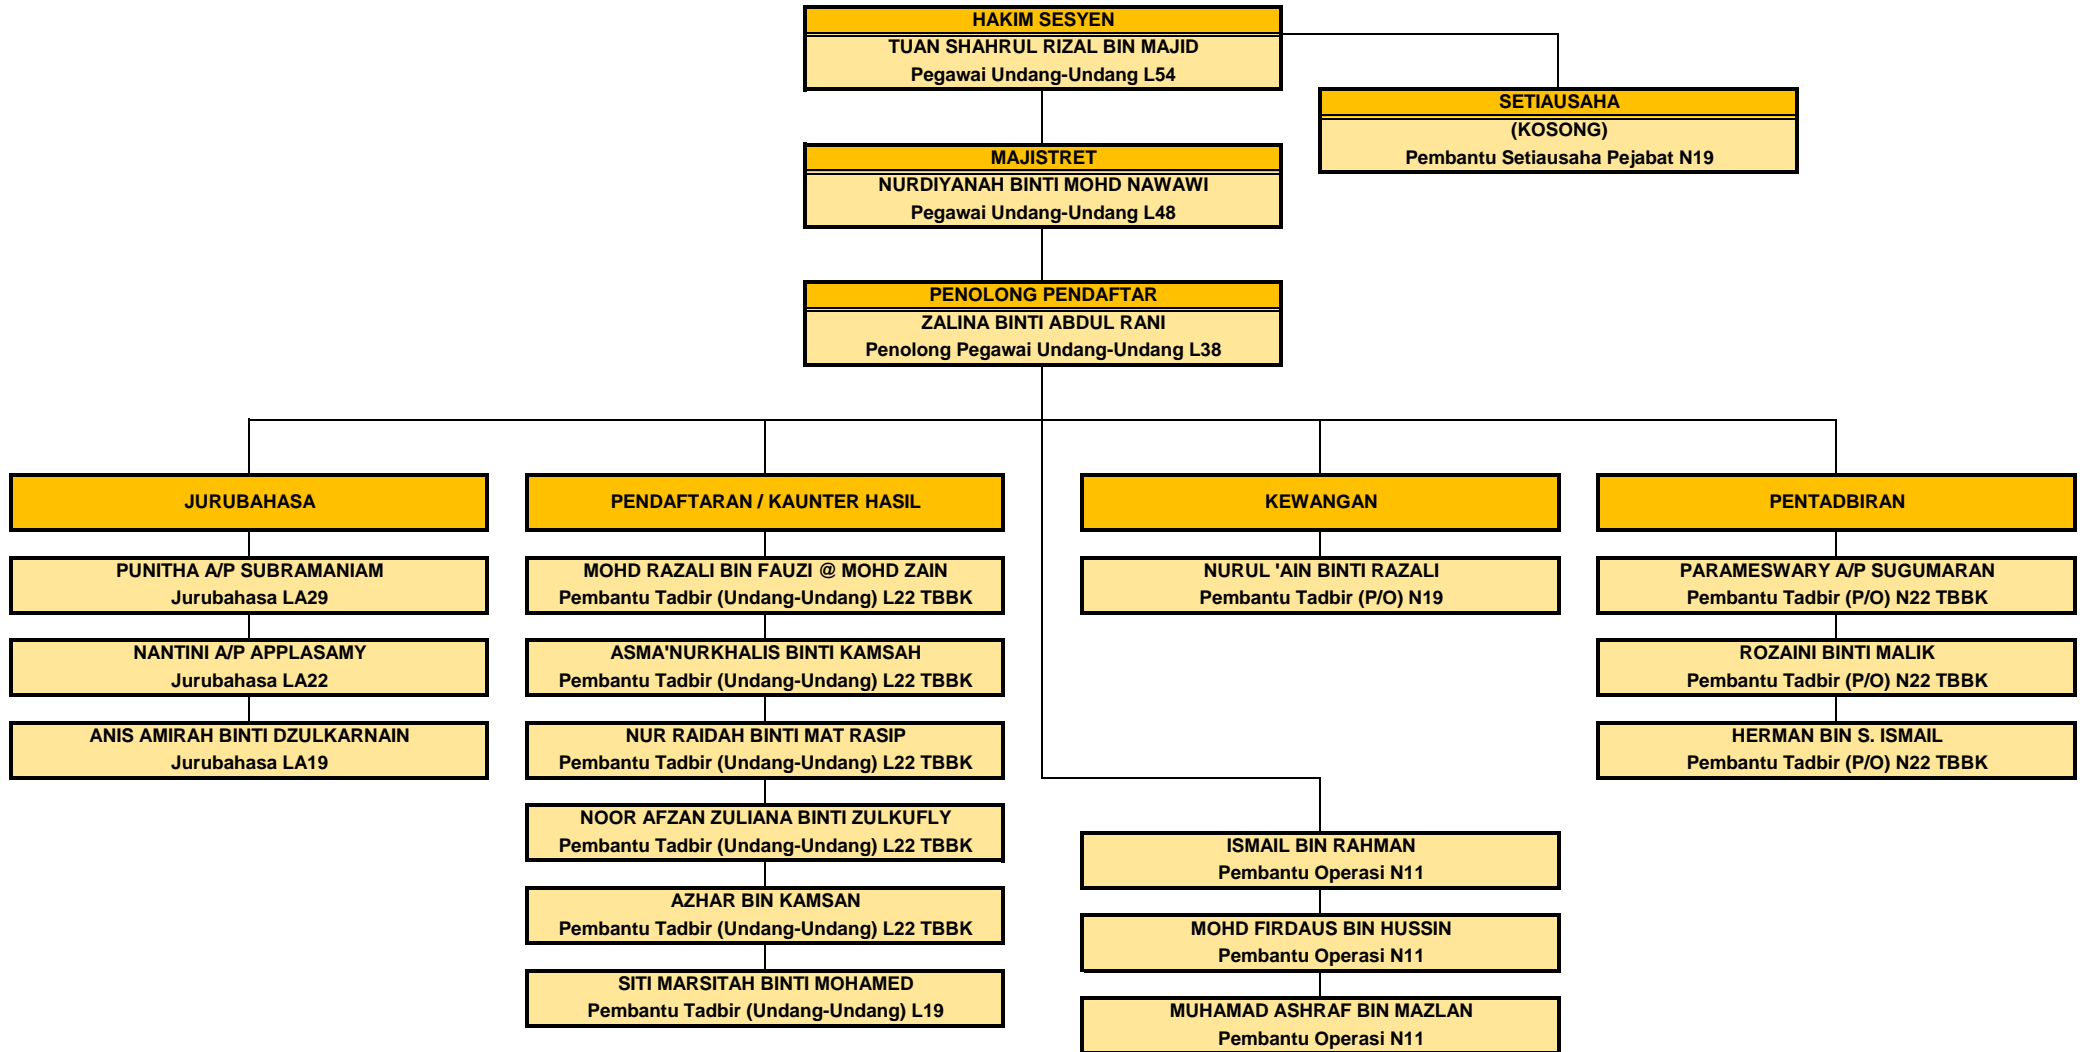 HAKIM SESYEN
TUAN SHAHRUL RIZAL BIN MAJID
Pegawai Undang-Undang L54
SETIAUSAHA
(KOSONG)
Pembantu Setiausaha Pejabat N19
MAJISTRET
NURDIYANAH BINTI MOHD NAWAWI
Pegawai Undang-Undang L48
PENOLONG PENDAFTAR
ZALINA BINTI ABDUL RANI
Penolong Pegawai Undang-Undang L38
JURUBAHASA
PUNITHA A/P SUBRAMANIAM
Jurubahasa LA29
NANTINI A/P APPLASAMY
Jurubahasa LA22
ANIS AMIRAH BINTI DZULKARNAIN
Jurubahasa LA19
PENDAFTARAN / KAUNTER HASIL
MOHD RAZALI BIN FAUZI @ MOHD ZAIN
Pembantu Tadbir (Undang-Undang) L22 TBBK
ASMA'NURKHALIS BINTI KAMSAH
Pembantu Tadbir (Undang-Undang) L22 TBBK
NUR RAIDAH BINTI MAT RASIP
Pembantu Tadbir (Undang-Undang) L22 TBBK
NOOR AFZAN ZULIANA BINTI ZULKUFLY
Pembantu Tadbir (Undang-Undang) L22 TBBK
AZHAR BIN KAMSAN
Pembantu Tadbir (Undang-Undang) L22 TBBK
SITI MARSITAH BINTI MOHAMED
Pembantu Tadbir (Undang-Undang) L19
KEWANGAN
NURUL 'AIN BINTI RAZALI
Pembantu Tadbir (P/O) N19
ISMAIL BIN RAHMAN
Pembantu Operasi N11
MOHD FIRDAUS BIN HUSSIN
Pembantu Operasi N11
MUHAMAD ASHRAF BIN MAZLAN
Pembantu Operasi N11
PENTADBIRAN
PARAMESWARY A/P SUGUMARAN
Pembantu Tadbir (P/O) N22 TBBK
ROZAINI BINTI MALIK
Pembantu Tadbir (P/O) N22 TBBK
HERMAN BIN S. ISMAIL
Pembantu Tadbir (P/O) N22 TBBK